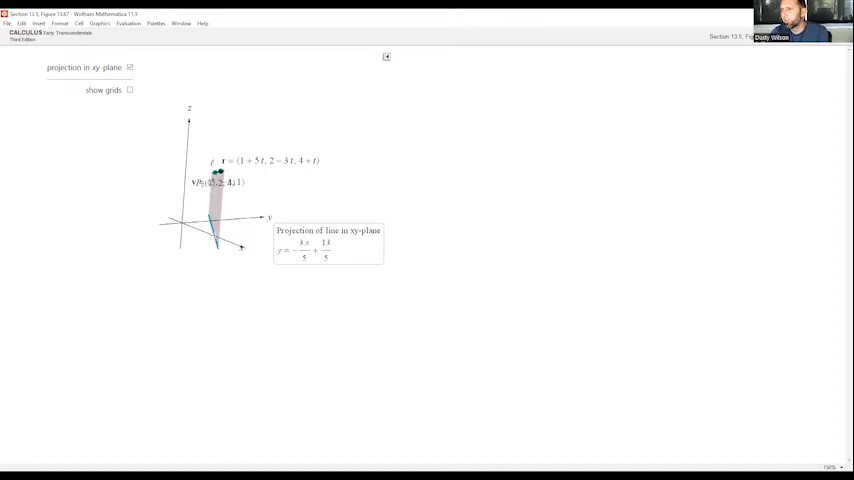 Section 13.5, Figure 13.67 - Wolfram Mathematica 11.3
File Edit Insert Format Cell Graphics Evaluation Palettes Window Help
CALCULUS Early Transcendentals
Third Edition
Section 13.5, Fig
Dusty Wilson
projection in xy-plane
show grids
z
ℓ r = ⟨1 + 5 t, 2 − 3 t, 4 + t⟩
y
x
Projection of line in xy-plane
y = − 3 x / 5 + 13 / 5
150%